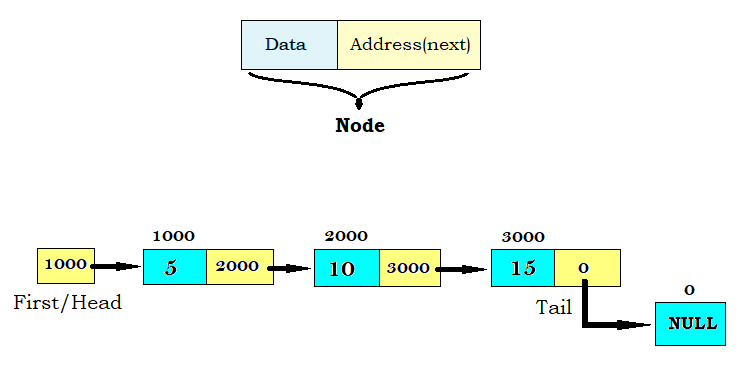 Data Address(next)
Node
1000 2000 3000
1000 5 2000 10 3000 15 0
First/Head Tail
0
NULL